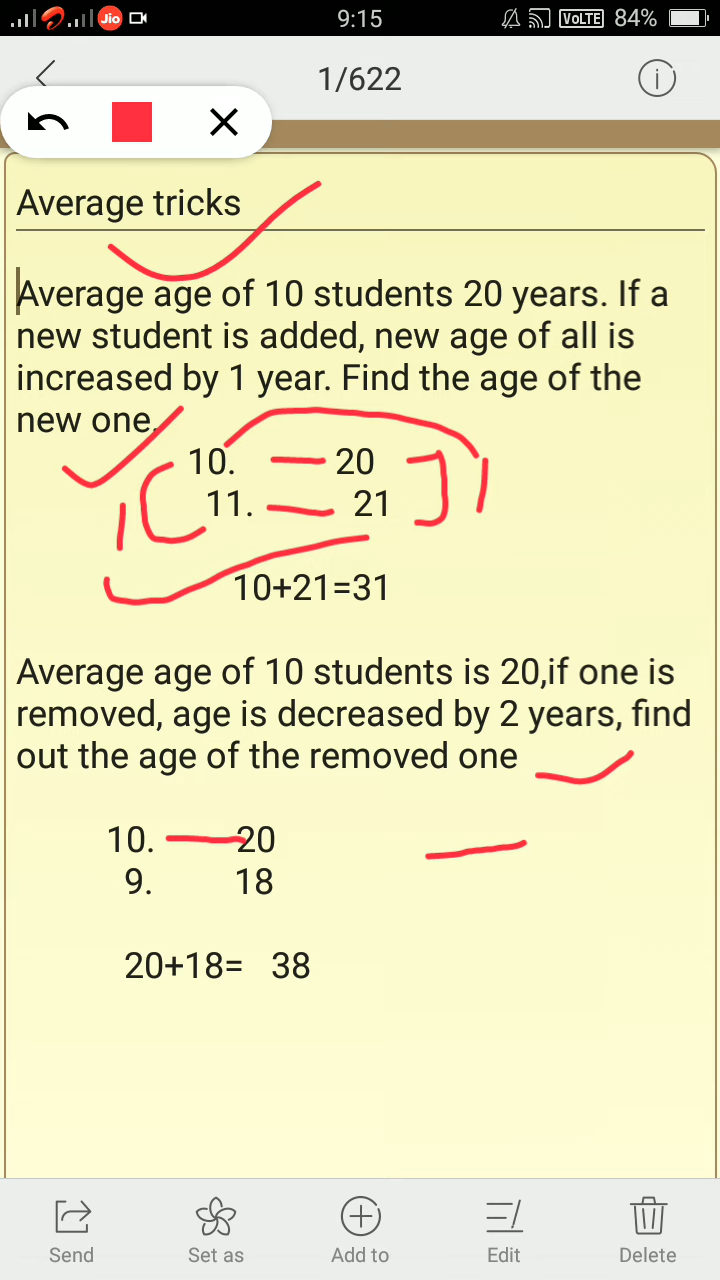 Jio
9:15
VoLTE 84%
1/622
Average tricks
Average age of 10 students 20 years. If a
new student is added, new age of all is
increased by 1 year. Find the age of the
new one.
10. 20
11. 21
10+21=31
Average age of 10 students is 20,if one is
removed, age is decreased by 2 years, find
out the age of the removed one
10. 20
9. 18
20+18= 38
Send Set as Add to Edit Delete